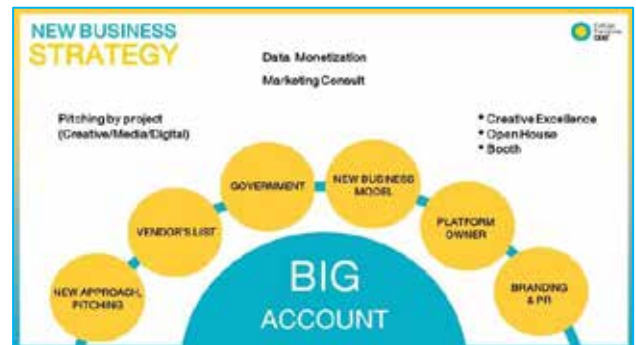 NEW BUSINESS
STRATEGY
Data Monetization
Marketing Consult
Pitching by project
(Creative/Media/Digital)
* Creative Excellence
* Open House
* Booth
GOVERNMENT
NEW BUSINESS
MODEL
VENDOR'S LIST
PLATFORM
OWNER
NEW APPROACH,
PITCHING
BRANDING
& PR
BIG
ACCOUNT